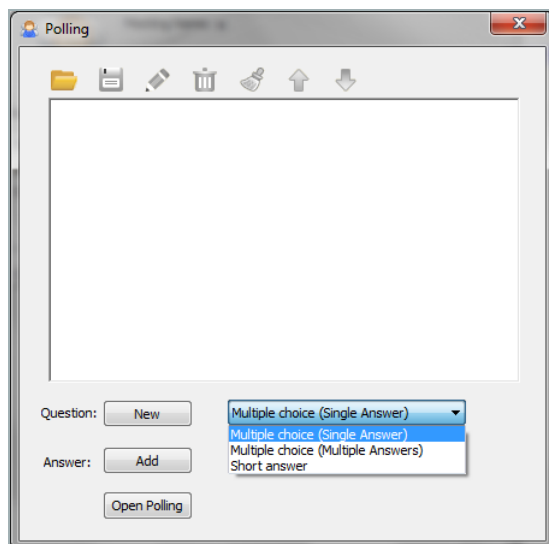 Polling
Question:
New
Multiple choice (Single Answer)
Multiple choice (Single Answer)
Multiple choice (Multiple Answers)
Short answer
Answer:
Add
Open Polling